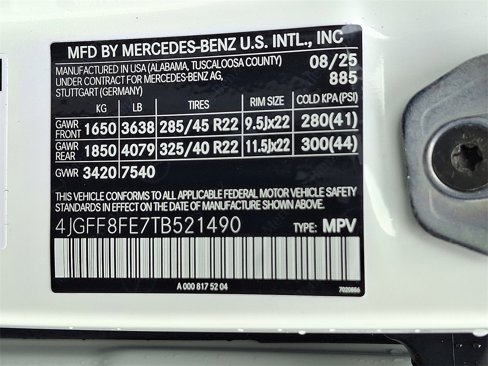 MFD BY MERCEDES-BENZ U.S. INTL., INC
MADE IN USA (ALABAMA, TUSCALOOSA COUNTY) 08/25
UNDER CONTRACT FOR MERCEDES-BENZ AG, 885
STUTTGART (GERMANY)
KG LB TIRES RIM SIZE COLD KPA (PSI)
GAWR FRONT 1650 3638 285/45 R22 9.5Jx22 280(41)
GAWR REAR 1850 4079 325/40 R22 11.5Jx22 300(44)
GVWR 3420 7540
THIS VEHICLE CONFORMS TO ALL APPLICABLE FEDERAL MOTOR VEHICLE SAFETY
STANDARDS IN EFFECT ON THE DATE OF MANUFACTURE SHOWN ABOVE.
4JGFF8FE7TB521490 TYPE: MPV
A 000 817 52 04 7020886